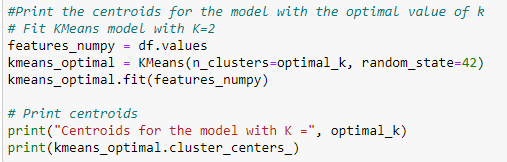 #Print the centroids for the model with the optimal value of k
# Fit KMeans model with K=2
features_numpy = df.values
kmeans_optimal = KMeans(n_clusters=optimal_k, random_state=42)
kmeans_optimal.fit(features_numpy)

# Print centroids
print("Centroids for the model with K =", optimal_k)
print(kmeans_optimal.cluster_centers_)